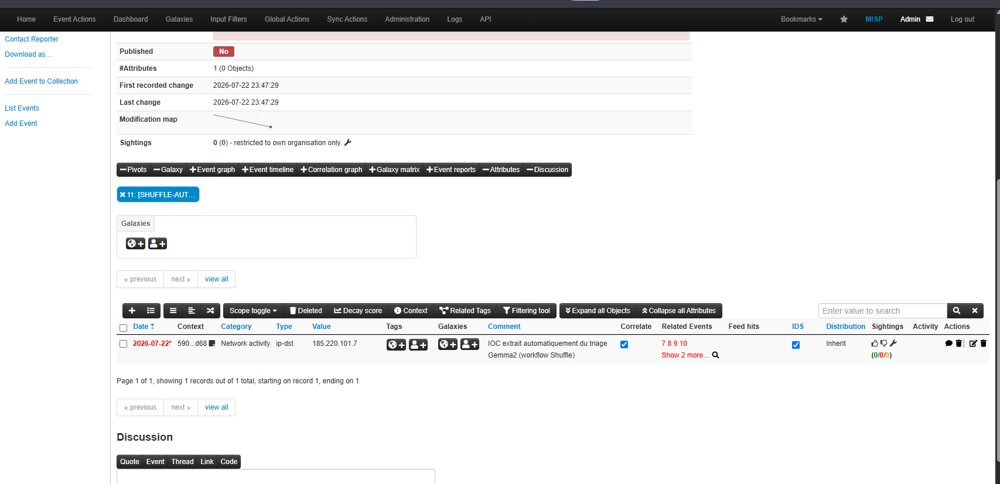 Home Event Actions Dashboard Galaxies Input Filters Global Actions Sync Actions Administration Logs API Bookmarks MISP Admin Log out
Contact Reporter
Download as...
Add Event to Collection
List Events
Add Event
Published No
#Attributes 1 (0 Objects)
First recorded change 2026-07-22 23:47:29
Last change 2026-07-22 23:47:29
Modification map
Sightings 0 (0) - restricted to own organisation only.
Pivots Galaxy Event graph Event timeline Correlation graph Galaxy matrix Event reports Attributes Discussion
11: [SHUFFLE-AUT...
Galaxies
« previous next » view all
Scope toggle Deleted Decay score Context Related Tags Filtering tool Expand all Objects Collapse all Attributes Enter value to search
Date Context Category Type Value Tags Galaxies Comment Correlate Related Events Feed hits IDS Distribution Sightings Activity Actions
2026-07-22* 590...d68 Network activity ip-dst 185.220.101.7 IOC extrait automatiquement du triage 7 8 9 10 Inherit
Gemma2 (workflow Shuffle) Show 2 more... (0/0/0)
Page 1 of 1, showing 1 records out of 1 total, starting on record 1, ending on 1
« previous next » view all
Discussion
Quote Event Thread Link Code